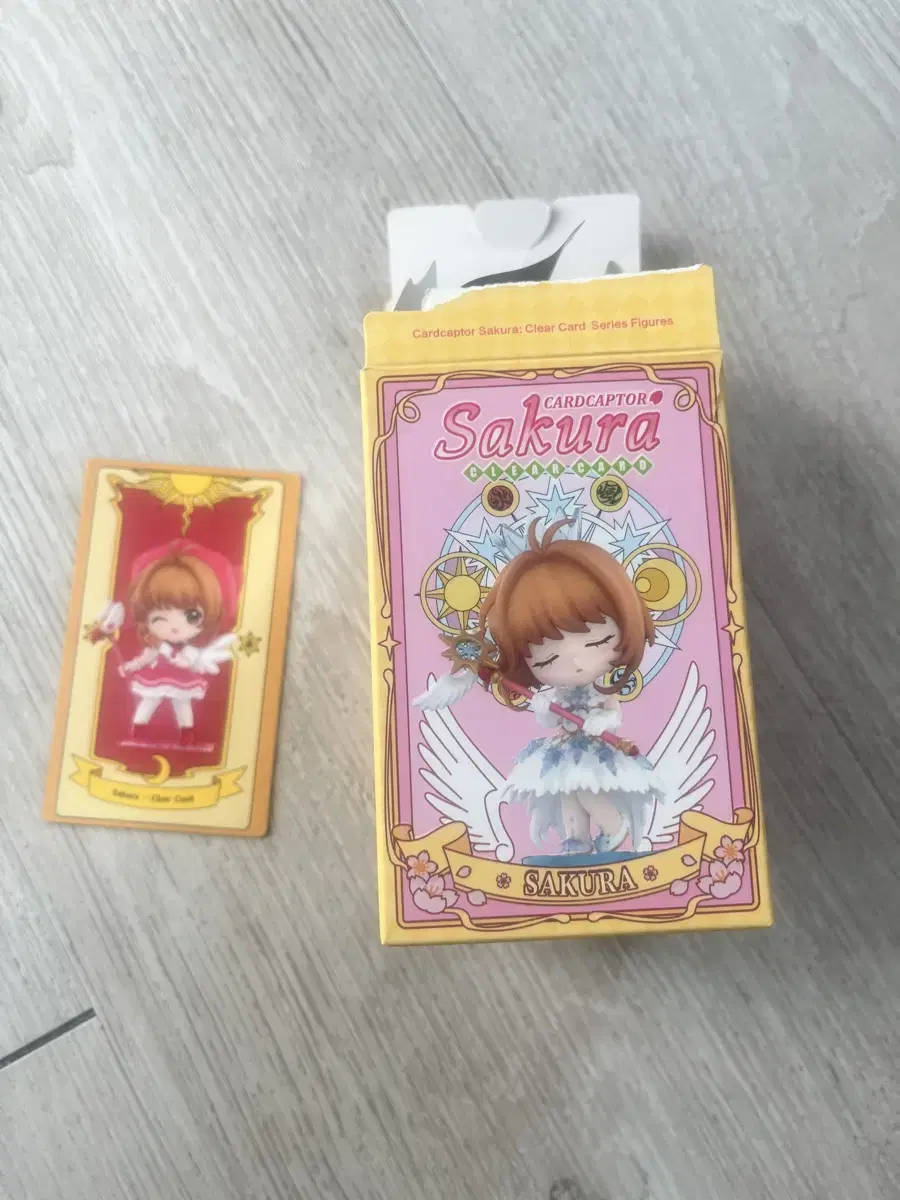 Cardcaptor Sakura: Clear Card Series Figures
CARDCAPTOR
Sakura
CLEAR CARD
SAKURA
Sakura - Clear Card